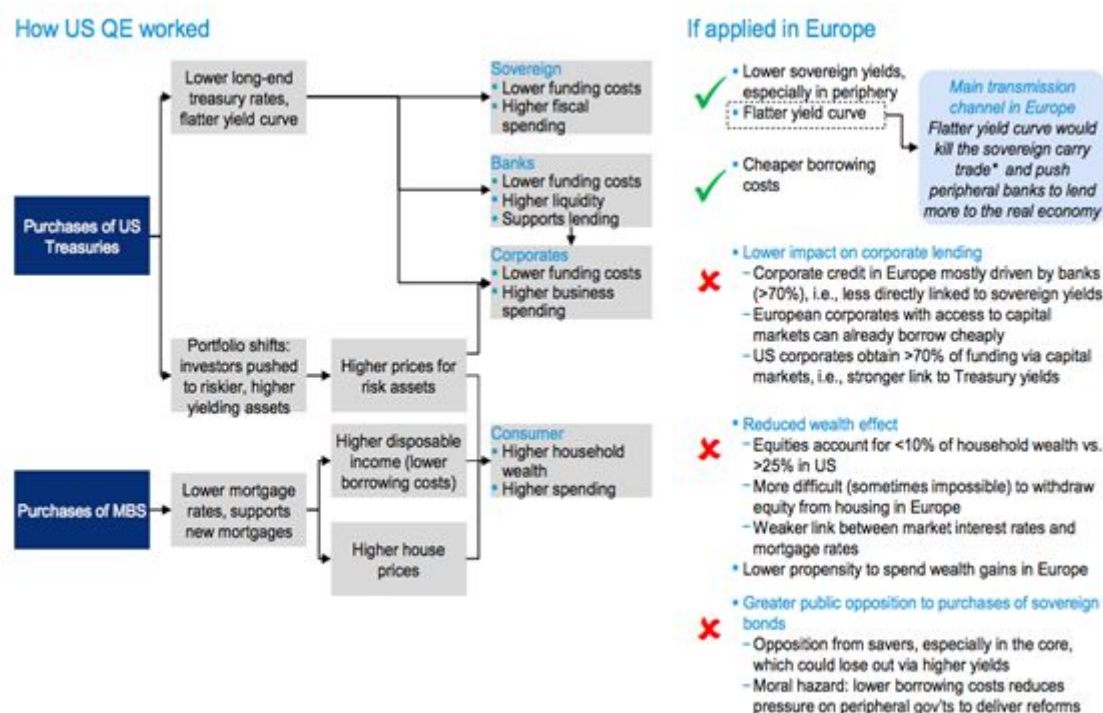 How US QE worked
Purchases of US
Treasuries
Purchases of MBS
Lower long-end
treasury rates,
flatter yield curve
Portfolio shifts:
investors pushed
to riskier, higher
yielding assets
Lower mortgage
rates, supports
new mortgages
Higher prices for
risk assets
Higher disposable
income (lower
borrowing costs)
Higher house
prices
Sovereign
▪ Lower funding costs
▪ Higher fiscal
spending
Banks
▪ Lower funding costs
▪ Higher liquidity
▪ Supports lending
Corporates
▪ Lower funding costs
▪ Higher business
spending
Consumer
▪ Higher household
wealth
▪ Higher spending
If applied in Europe
▪ Lower sovereign yields,
especially in periphery
▪ Flatter yield curve
Main transmission
channel in Europe
Flatter yield curve would
kill the sovereign carry
trade* and push
peripheral banks to lend
more to the real economy
▪ Cheaper borrowing
costs
▪ Lower impact on corporate lending
– Corporate credit in Europe mostly driven by banks
(>70%), i.e., less directly linked to sovereign yields
– European corporates with access to capital
markets can already borrow cheaply
– US corporates obtain >70% of funding via capital
markets, i.e., stronger link to Treasury yields
▪ Reduced wealth effect
– Equities account for <10% of household wealth vs.
>25% in US
– More difficult (sometimes impossible) to withdraw
equity from housing in Europe
– Weaker link between market interest rates and
mortgage rates
▪ Lower propensity to spend wealth gains in Europe
▪ Greater public opposition to purchases of sovereign
bonds
– Opposition from savers, especially in the core,
which could lose out via higher yields
– Moral hazard: lower borrowing costs reduces
pressure on peripheral gov'ts to deliver reforms